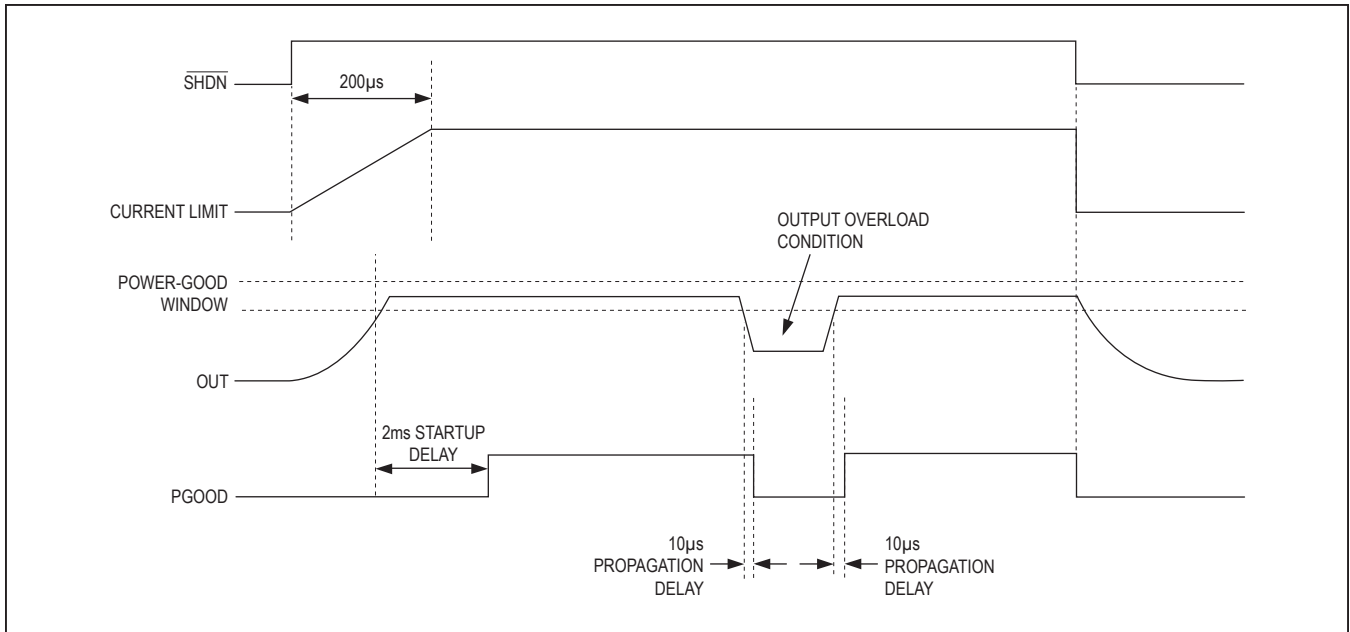 SHDN
200µs
CURRENT LIMIT
OUTPUT OVERLOAD
CONDITION
POWER-GOOD
WINDOW
OUT
2ms STARTUP
DELAY
PGOOD
10µs
PROPAGATION
DELAY
10µs
PROPAGATION
DELAY